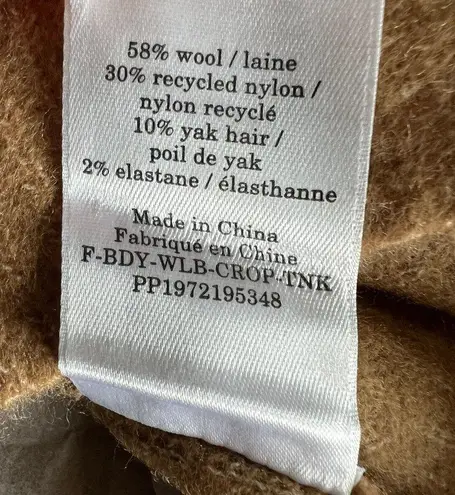 58% wool / laine
30% recycled nylon /
nylon recyclé
10% yak hair /
poil de yak
2% elastane / élasthanne
Made in China
Fabriqué en Chine
F-BDY-WLB-CROP-TNK
PP1972195348